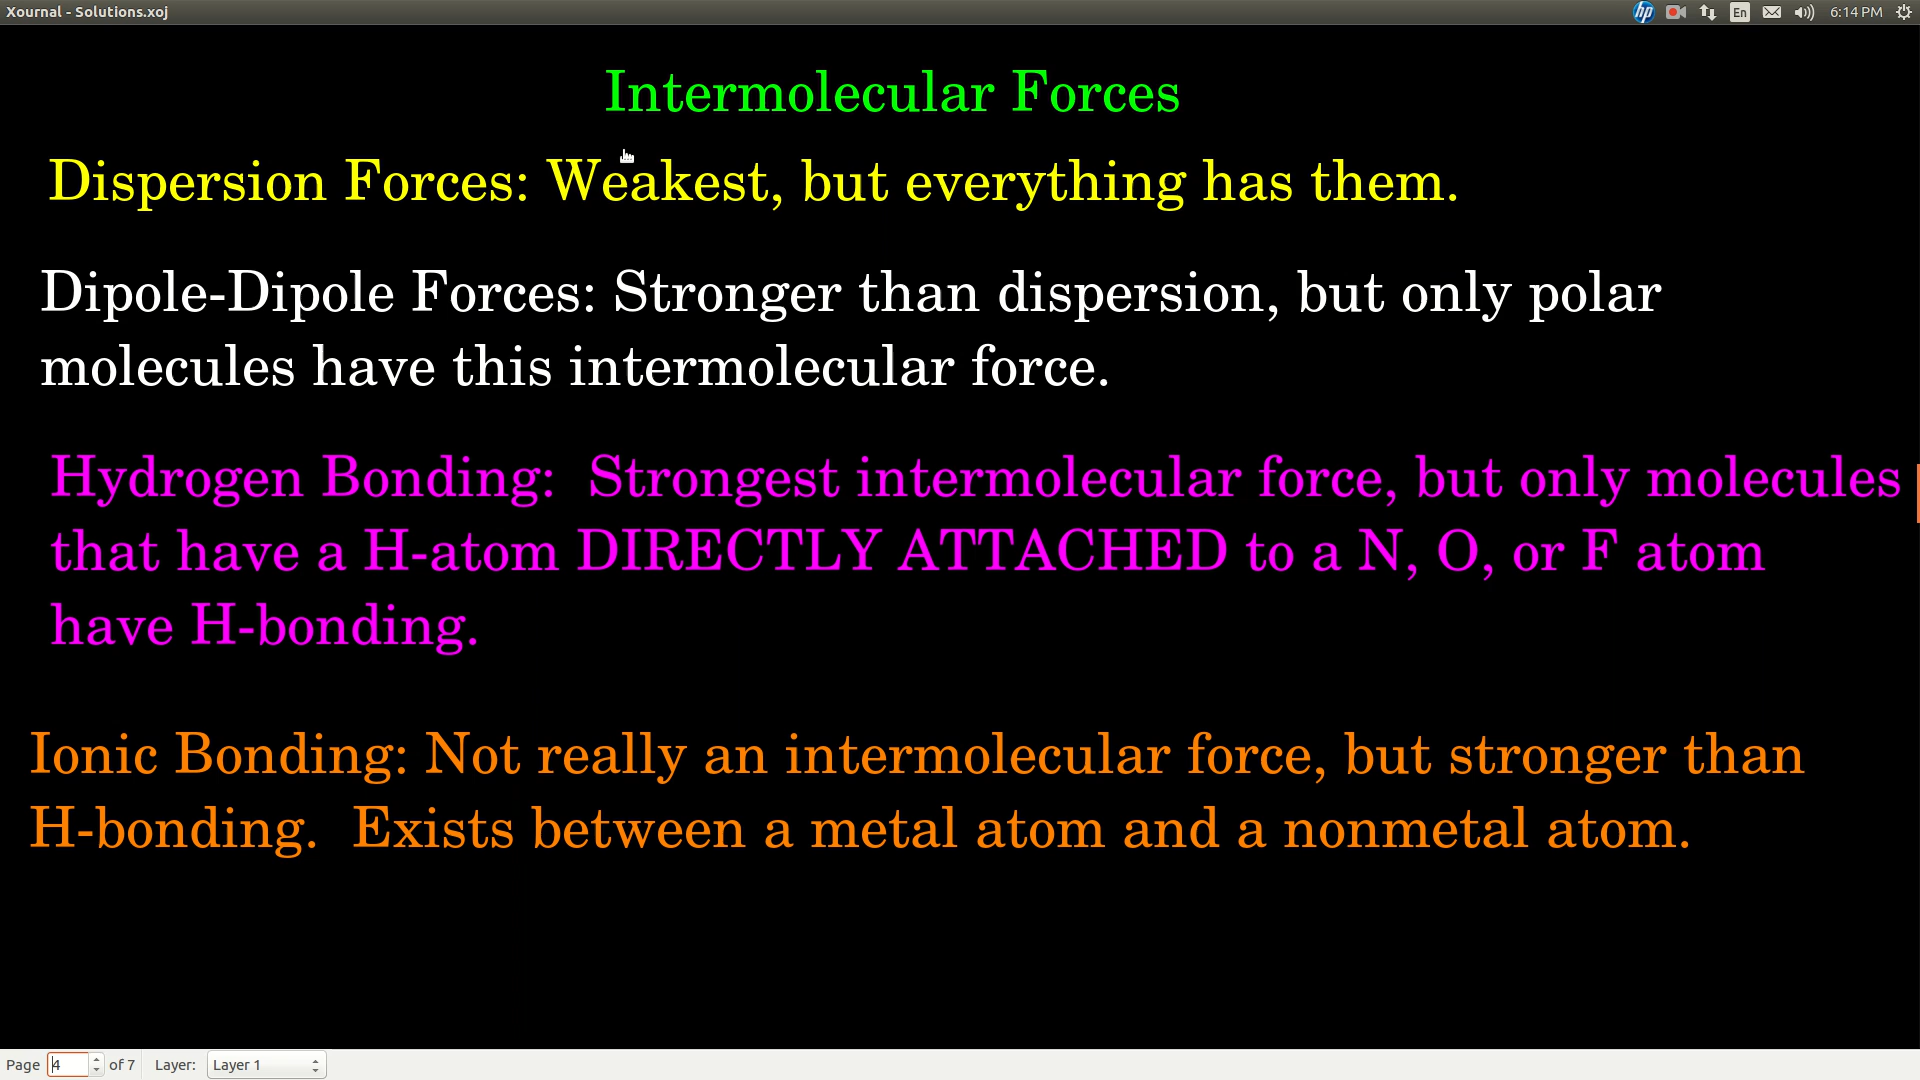 Xournal - Solutions.xoj
hp
En
6:14 PM
Intermolecular Forces
Dispersion Forces: Weakest, but everything has them.
Dipole-Dipole Forces: Stronger than dispersion, but only polar
molecules have this intermolecular force.
Hydrogen Bonding:  Strongest intermolecular force, but only molecules
that have a H-atom DIRECTLY ATTACHED to a N, O, or F atom
have H-bonding.
Ionic Bonding: Not really an intermolecular force, but stronger than
H-bonding.  Exists between a metal atom and a nonmetal atom.
Page 4 of 7 Layer: Layer 1